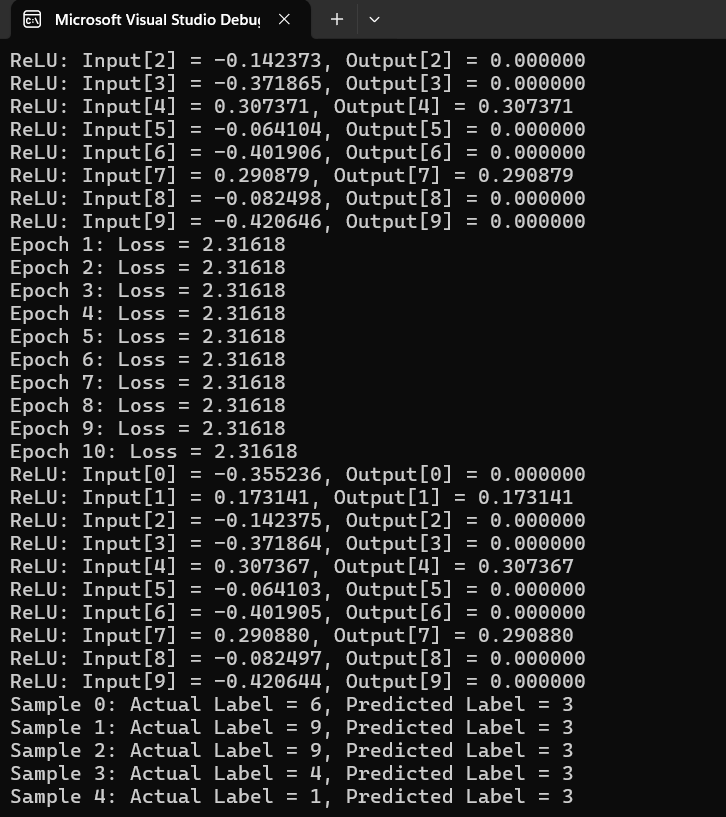 Microsoft Visual Studio Debug
ReLU: Input[2] = -0.142373, Output[2] = 0.000000
ReLU: Input[3] = -0.371865, Output[3] = 0.000000
ReLU: Input[4] = 0.307371, Output[4] = 0.307371
ReLU: Input[5] = -0.064104, Output[5] = 0.000000
ReLU: Input[6] = -0.401906, Output[6] = 0.000000
ReLU: Input[7] = 0.290879, Output[7] = 0.290879
ReLU: Input[8] = -0.082498, Output[8] = 0.000000
ReLU: Input[9] = -0.420646, Output[9] = 0.000000
Epoch 1: Loss = 2.31618
Epoch 2: Loss = 2.31618
Epoch 3: Loss = 2.31618
Epoch 4: Loss = 2.31618
Epoch 5: Loss = 2.31618
Epoch 6: Loss = 2.31618
Epoch 7: Loss = 2.31618
Epoch 8: Loss = 2.31618
Epoch 9: Loss = 2.31618
Epoch 10: Loss = 2.31618
ReLU: Input[0] = -0.355236, Output[0] = 0.000000
ReLU: Input[1] = 0.173141, Output[1] = 0.173141
ReLU: Input[2] = -0.142375, Output[2] = 0.000000
ReLU: Input[3] = -0.371864, Output[3] = 0.000000
ReLU: Input[4] = 0.307367, Output[4] = 0.307367
ReLU: Input[5] = -0.064103, Output[5] = 0.000000
ReLU: Input[6] = -0.401905, Output[6] = 0.000000
ReLU: Input[7] = 0.290880, Output[7] = 0.290880
ReLU: Input[8] = -0.082497, Output[8] = 0.000000
ReLU: Input[9] = -0.420644, Output[9] = 0.000000
Sample 0: Actual Label = 6, Predicted Label = 3
Sample 1: Actual Label = 9, Predicted Label = 3
Sample 2: Actual Label = 9, Predicted Label = 3
Sample 3: Actual Label = 4, Predicted Label = 3
Sample 4: Actual Label = 1, Predicted Label = 3